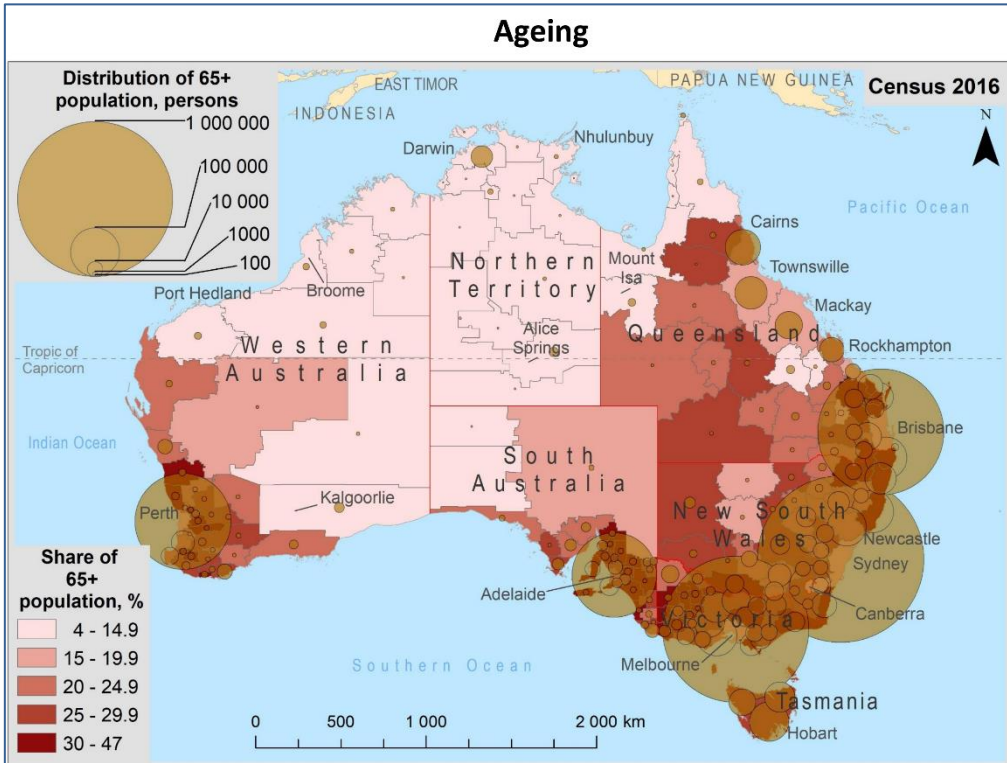 Ageing
Distribution of 65+
population, persons
1 000 000
100 000
10 000
1000
100
Census 2016
N
EAST TIMOR
INDONESIA
PAPUA NEW GUINEA
Pacific Ocean
Darwin
Nhulunbuy
Cairns
Townswille
Mackay
Rockhampton
Mount
Isa
Northern
Territory
Alice
Springs
Queensland
Port Hedland
Broome
Tropic of
Capricorn
Western
Australia
Indian Ocean
South
Australia
Brisbane
Perth
Kalgoorlie
New South
Wales
Newcastle
Sydney
Canberra
Adelaide
Victoria
Melbourne
Southern Ocean
Tasmania
Hobart
Share of
65+
population, %
4 - 14.9
15 - 19.9
20 - 24.9
25 - 29.9
30 - 47
0 500 1 000 2 000 km